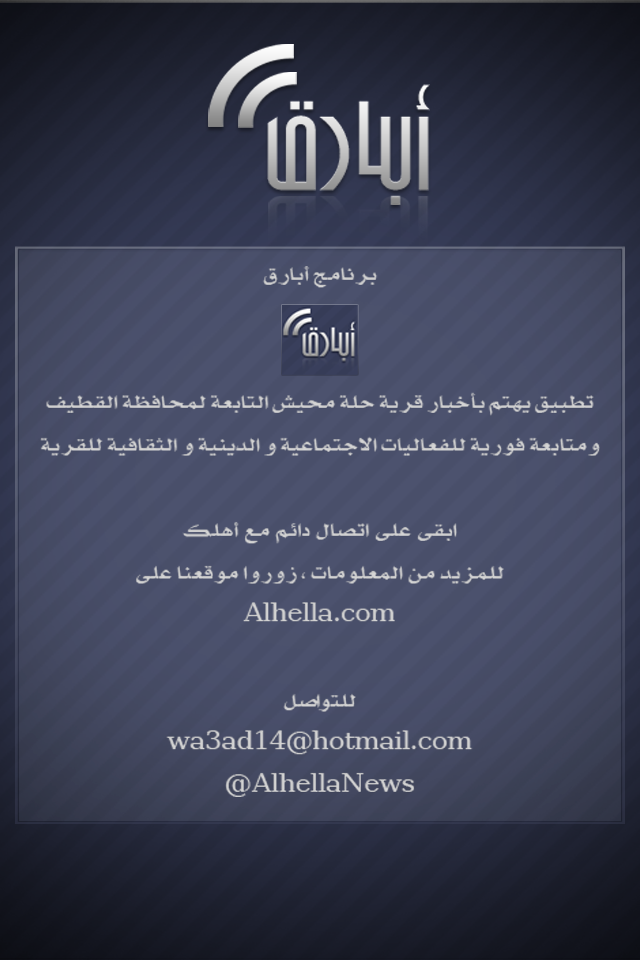 أبارق
برنامج أبارق
أبارق
تطبيق يهتم بأخبار قرية حلة محيش التابعة لمحافظة القطيف
و متابعة فورية للفعاليات الاجتماعية و الدينية و الثقافية للقرية
ابقى على اتصال دائم مع أهلك
للمزيد من المعلومات ، زوروا موقعنا على
Alhella.com
للتواصل
wa3ad14@hotmail.com
@AlhellaNews